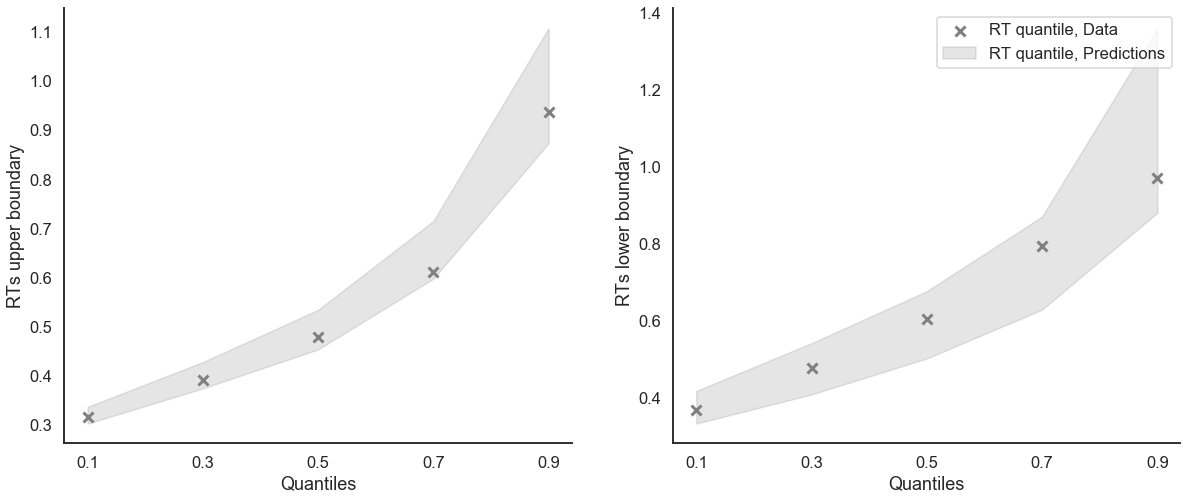 RTs upper boundary
1.1
1.0
0.9
0.8
0.7
0.6
0.5
0.4
0.3
0.1 0.3 0.5 0.7 0.9
Quantiles
RTs lower boundary
1.4
1.2
1.0
0.8
0.6
0.4
RT quantile, Data
RT quantile, Predictions
0.1 0.3 0.5 0.7 0.9
Quantiles